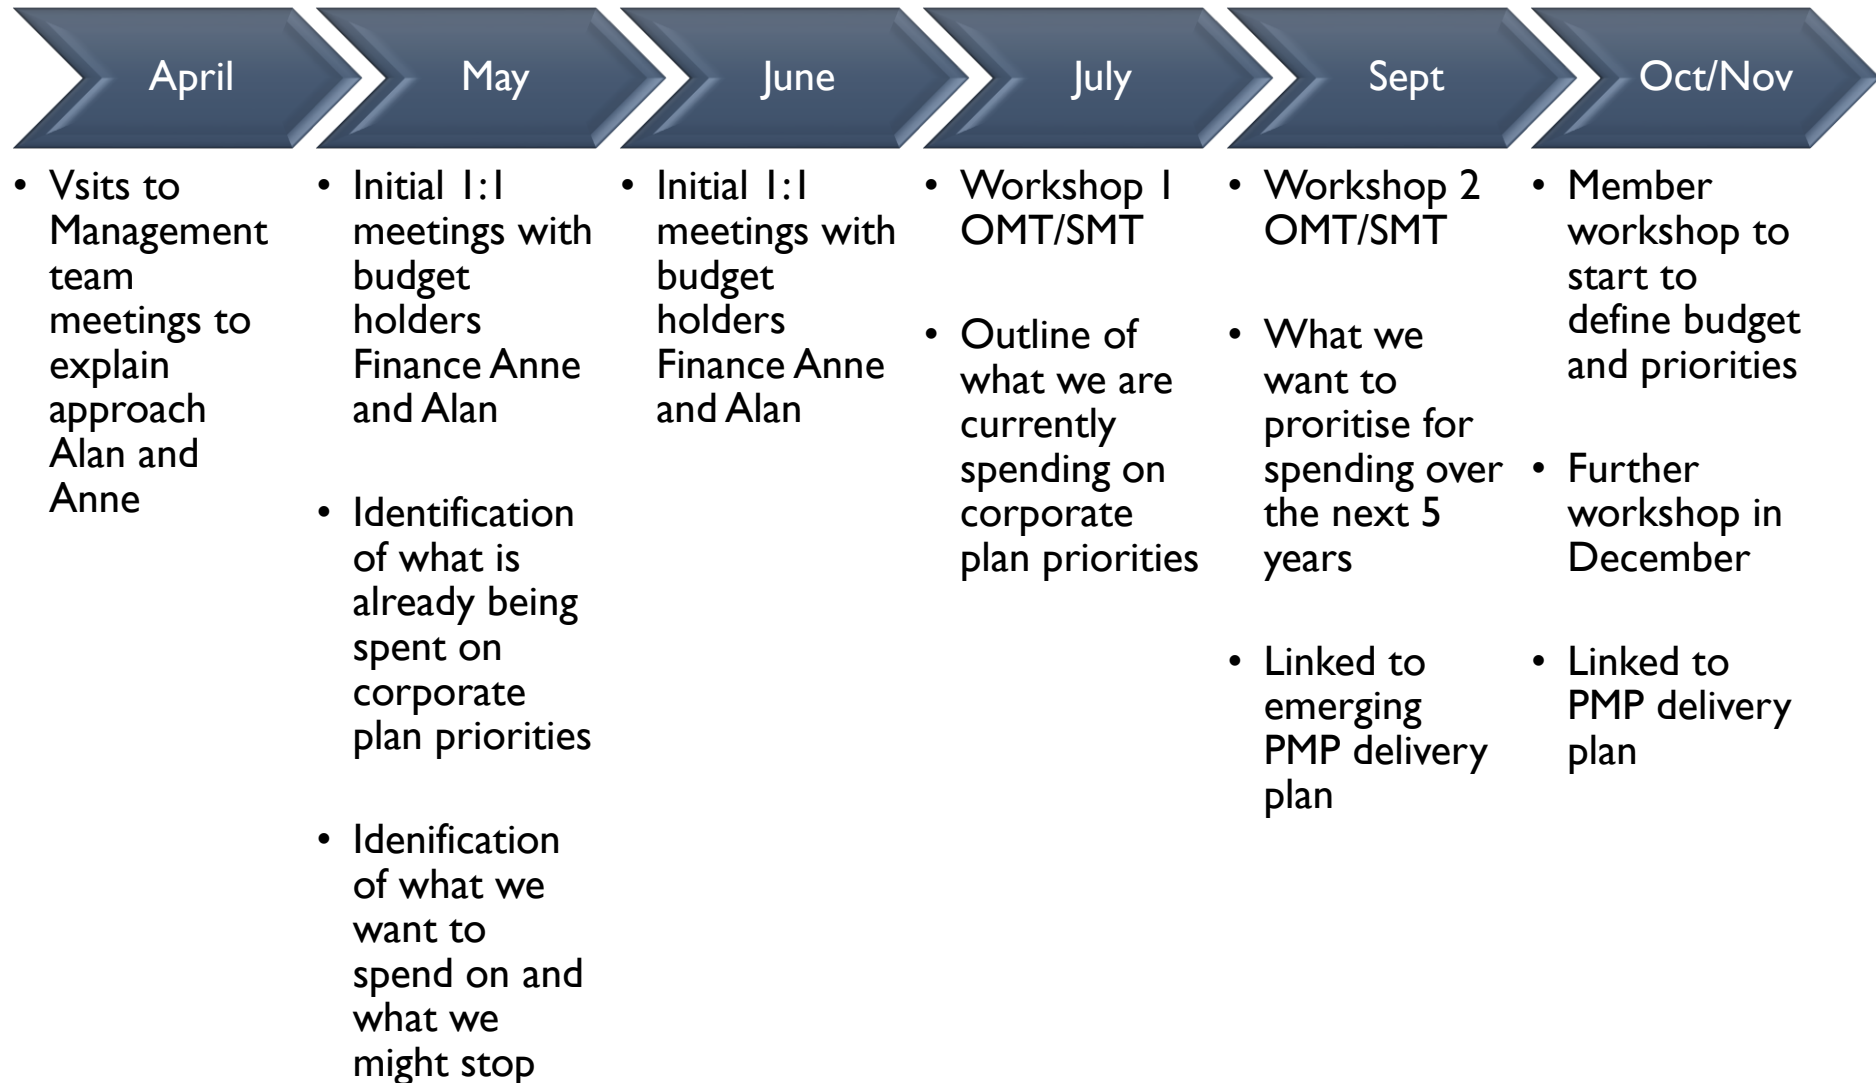 April
May
June
July
Sept
Oct/Nov
• Vsits to
Management
team
meetings to
explain
approach
Alan and
Anne
• Initial 1:1
meetings with
budget
holders
Finance Anne
and Alan
• Identification
of what is
already being
spent on
corporate
plan priorities
• Idenification
of what we
want to
spend on and
what we
might stop
• Initial 1:1
meetings with
budget
holders
Finance Anne
and Alan
• Workshop 1
OMT/SMT
• Outline of
what we are
currently
spending on
corporate
plan priorities
• Workshop 2
OMT/SMT
• What we
want to
proritise for
spending over
the next 5
years
• Linked to
emerging
PMP delivery
plan
• Member
workshop to
start to
define budget
and priorities
• Further
workshop in
December
• Linked to
PMP delivery
plan